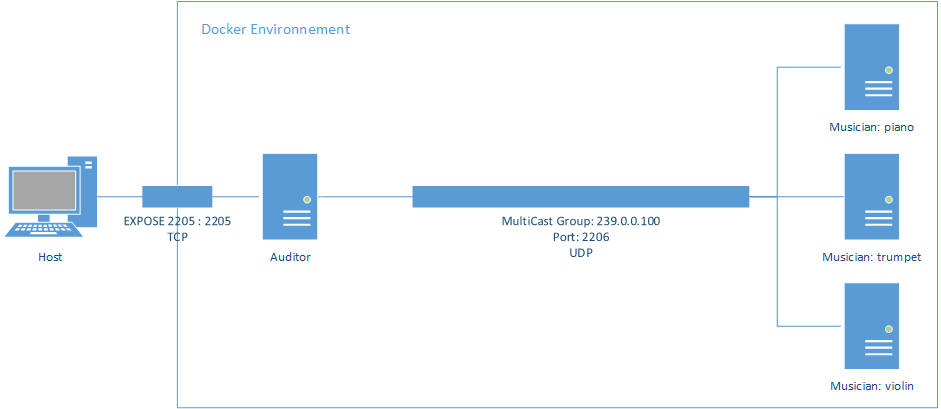 Docker Environnement
Musician: piano
EXPOSE 2205 : 2205
TCP
MultiCast Group: 239.0.0.100
Port: 2206
UDP
Host
Auditor
Musician: trumpet
Musician: violin